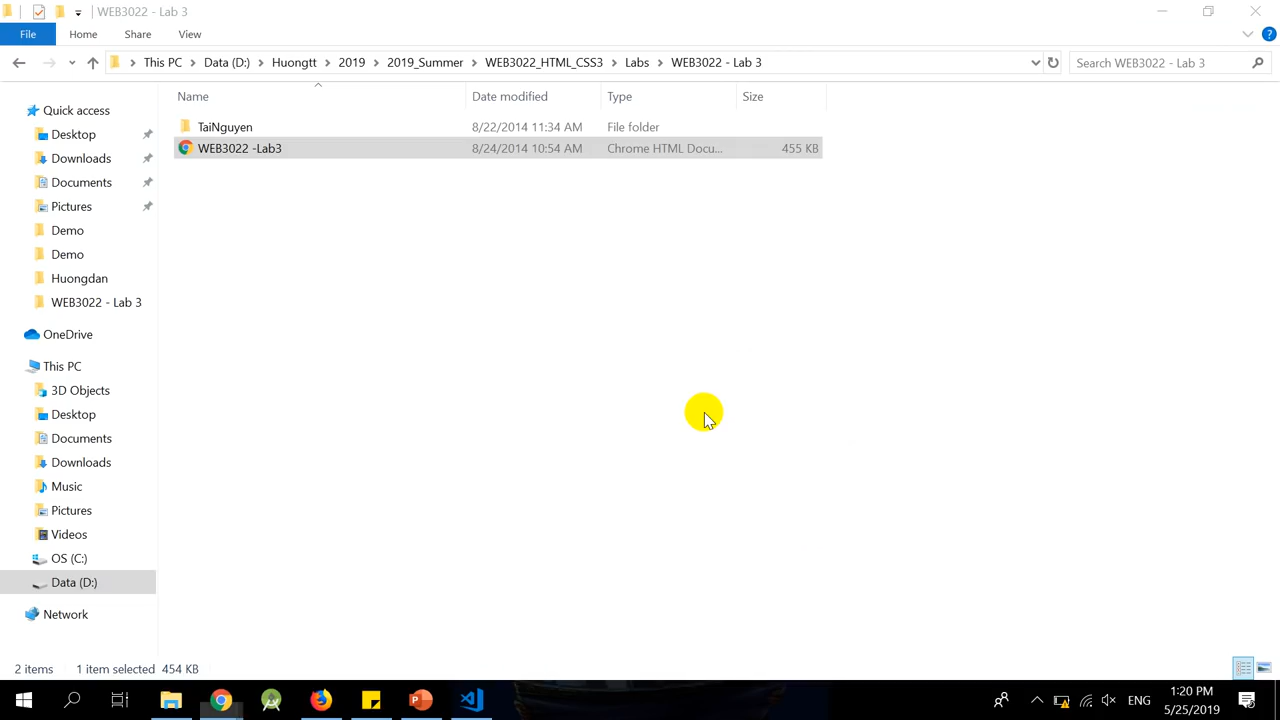 WEB3022 - Lab 3
File Home Share View
This PC Data (D:) Huongtt 2019 2019_Summer WEB3022_HTML_CSS3 Labs WEB3022 - Lab 3 Search WEB3022 - Lab 3
Name Date modified Type Size
TaiNguyen 8/22/2014 11:34 AM File folder
WEB3022 -Lab3 8/24/2014 10:54 AM Chrome HTML Docu... 455 KB
Quick access
Desktop
Downloads
Documents
Pictures
Demo
Demo
Huongdan
WEB3022 - Lab 3
OneDrive
This PC
3D Objects
Desktop
Documents
Downloads
Music
Pictures
Videos
OS (C:)
Data (D:)
Network
2 items 1 item selected 454 KB
ENG
1:20 PM
5/25/2019